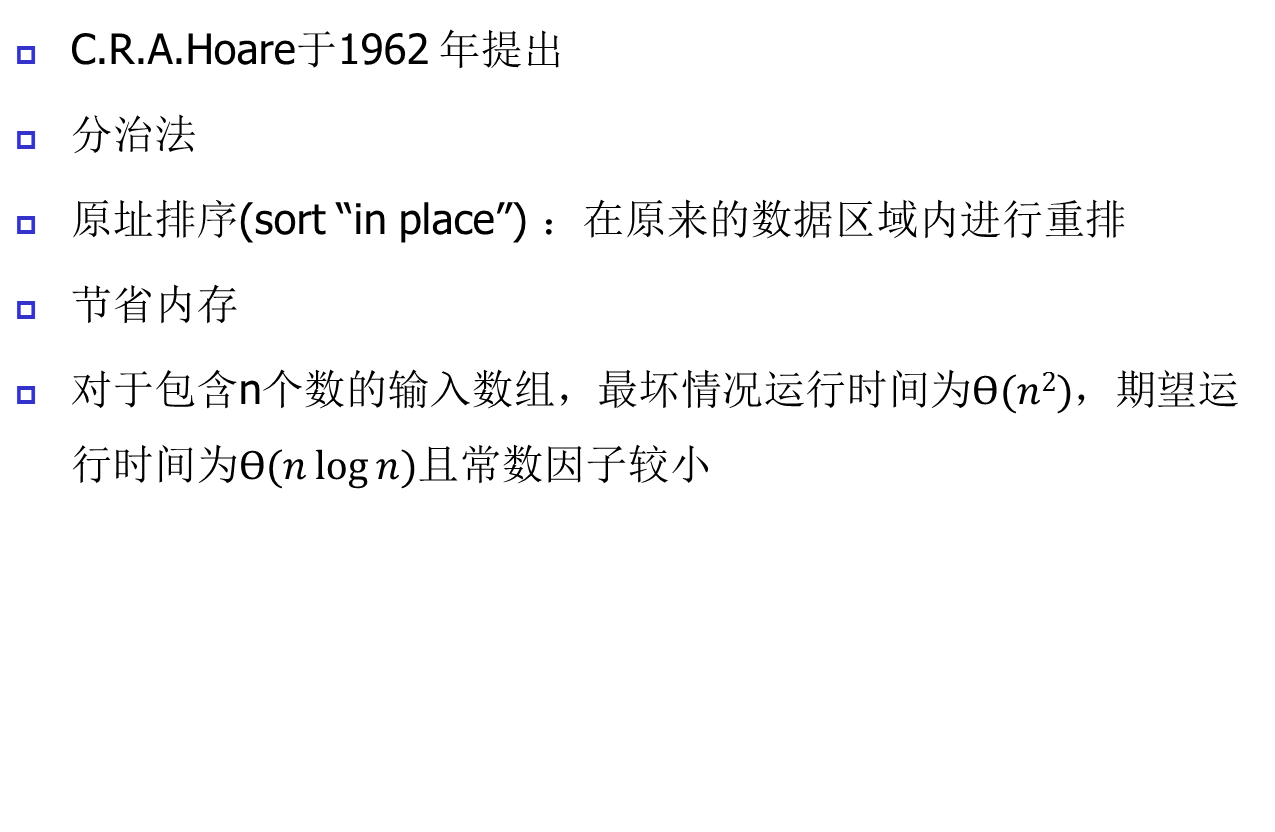 C.R.A.Hoare于1962 年提出
分治法
原址排序(sort “in place”) ：在原来的数据区域内进行重排
节省内存
对于包含n个数的输入数组，最坏情况运行时间为Θ(n²)，期望运
行时间为Θ(n log n)且常数因子较小